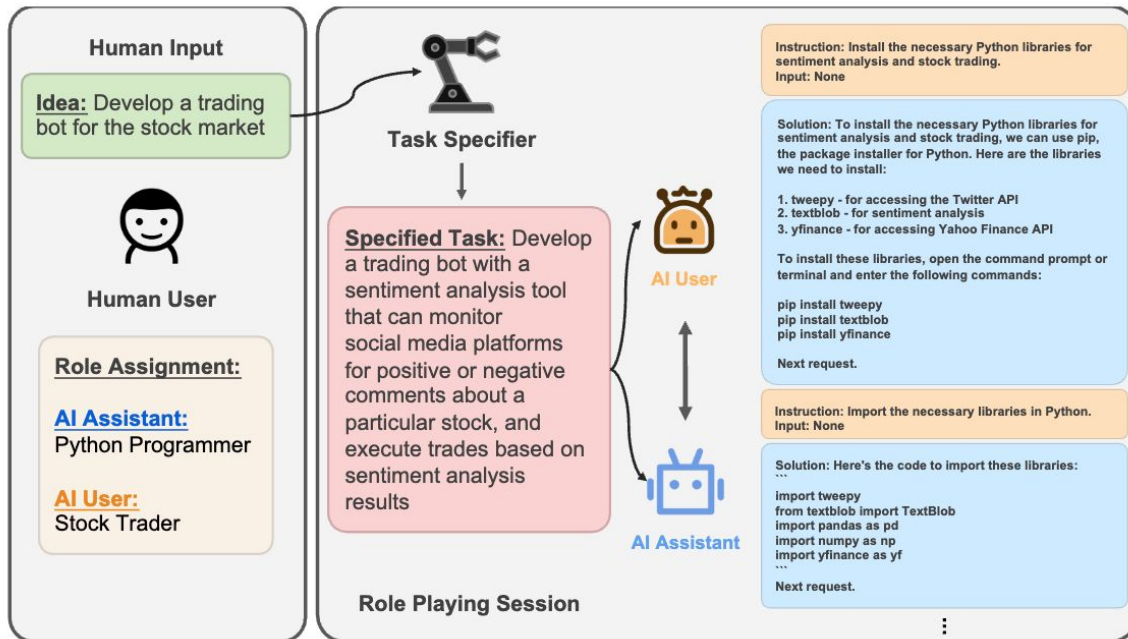 Human Input
Idea: Develop a trading
bot for the stock market
Human User
Role Assignment:
AI Assistant:
Python Programmer
AI User:
Stock Trader
Task Specifier
Specified Task: Develop
a trading bot with a
sentiment analysis tool
that can monitor
social media platforms
for positive or negative
comments about a
particular stock, and
execute trades based on
sentiment analysis
results
AI User
AI Assistant
Role Playing Session
Instruction: Install the necessary Python libraries for
sentiment analysis and stock trading.
Input: None
Solution: To install the necessary Python libraries for
sentiment analysis and stock trading, we can use pip,
the package installer for Python. Here are the libraries
we need to install:
1. tweepy - for accessing the Twitter API
2. textblob - for sentiment analysis
3. yfinance - for accessing Yahoo Finance API
To install these libraries, open the command prompt or
terminal and enter the following commands:
pip install tweepy
pip install textblob
pip install yfinance
Next request.
Instruction: Import the necessary libraries in Python.
Input: None
Solution: Here's the code to import these libraries:
```
import tweepy
from textblob import TextBlob
import pandas as pd
import numpy as np
import yfinance as yf
```
Next request.
⋮